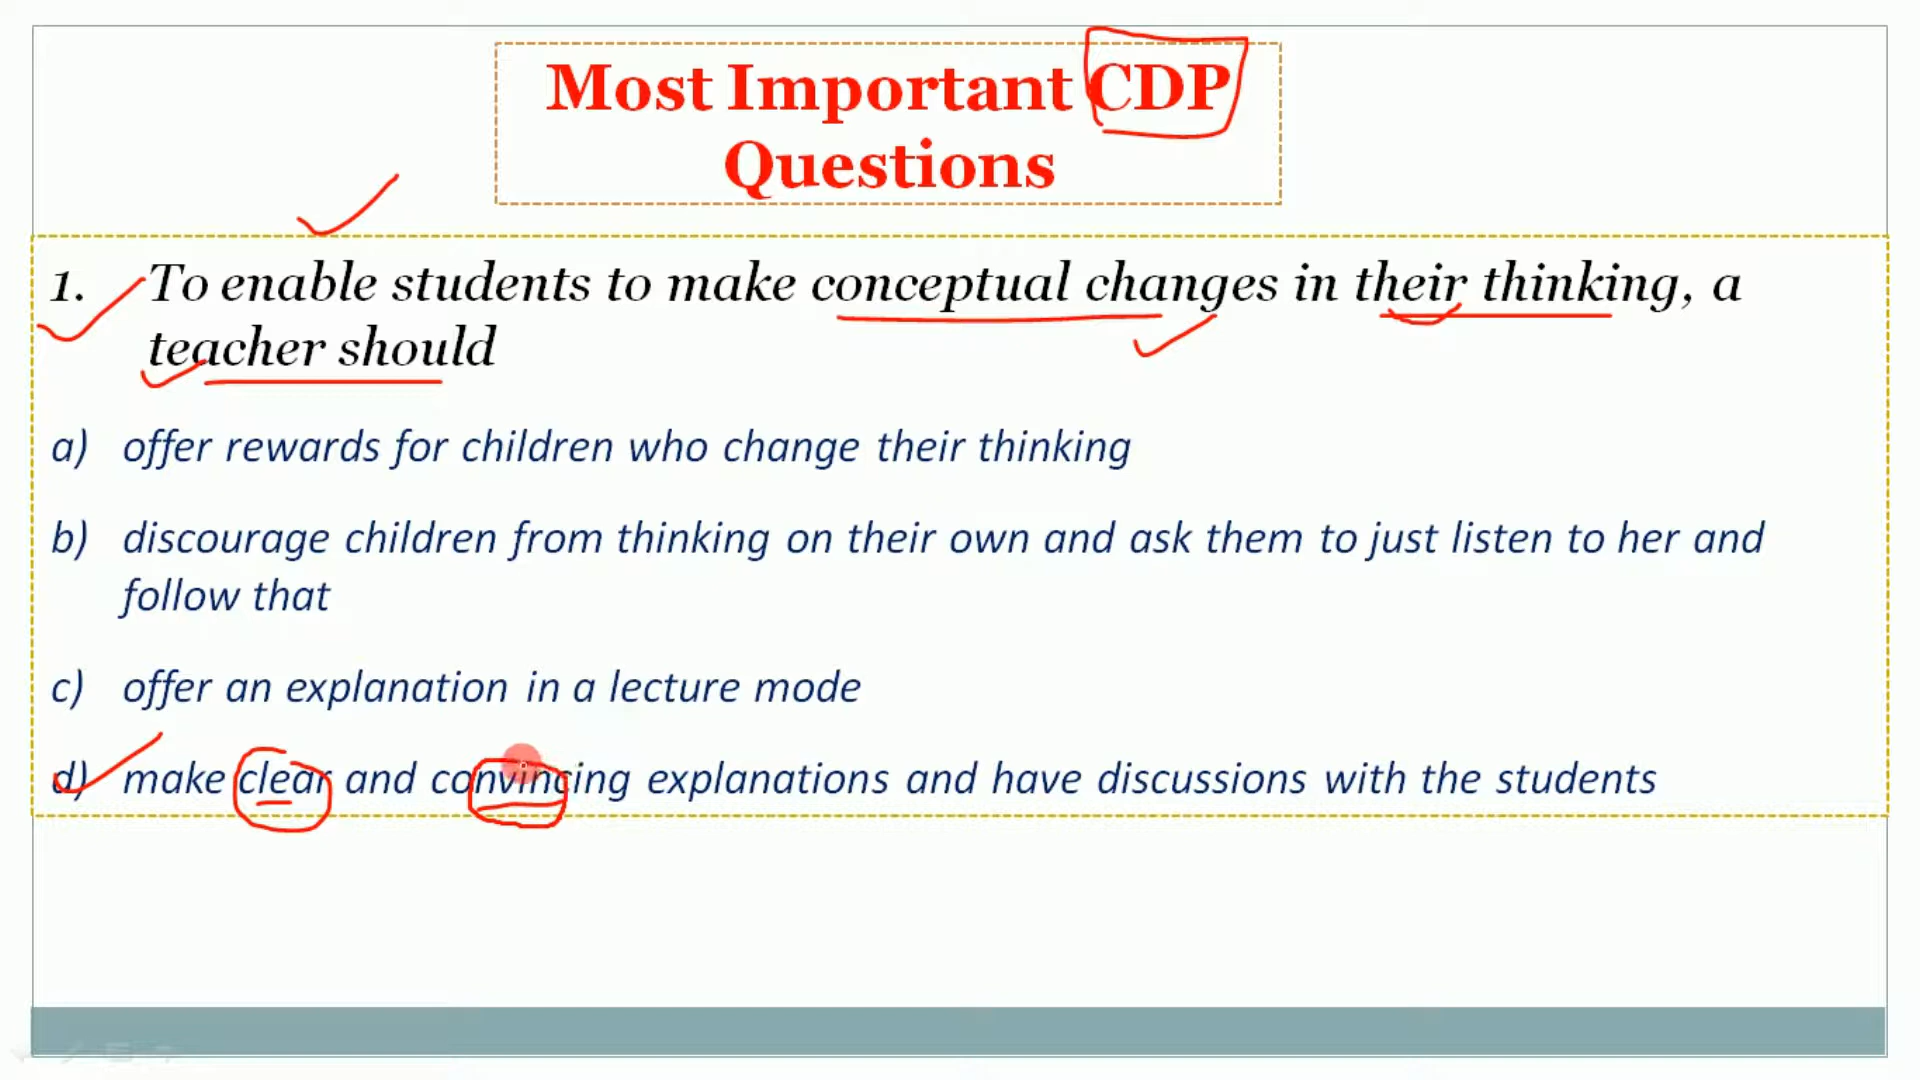 Most Important CDP
Questions
1. To enable students to make conceptual changes in their thinking, a
teacher should
a) offer rewards for children who change their thinking
b) discourage children from thinking on their own and ask them to just listen to her and
follow that
c) offer an explanation in a lecture mode
d) make clear and convincing explanations and have discussions with the students